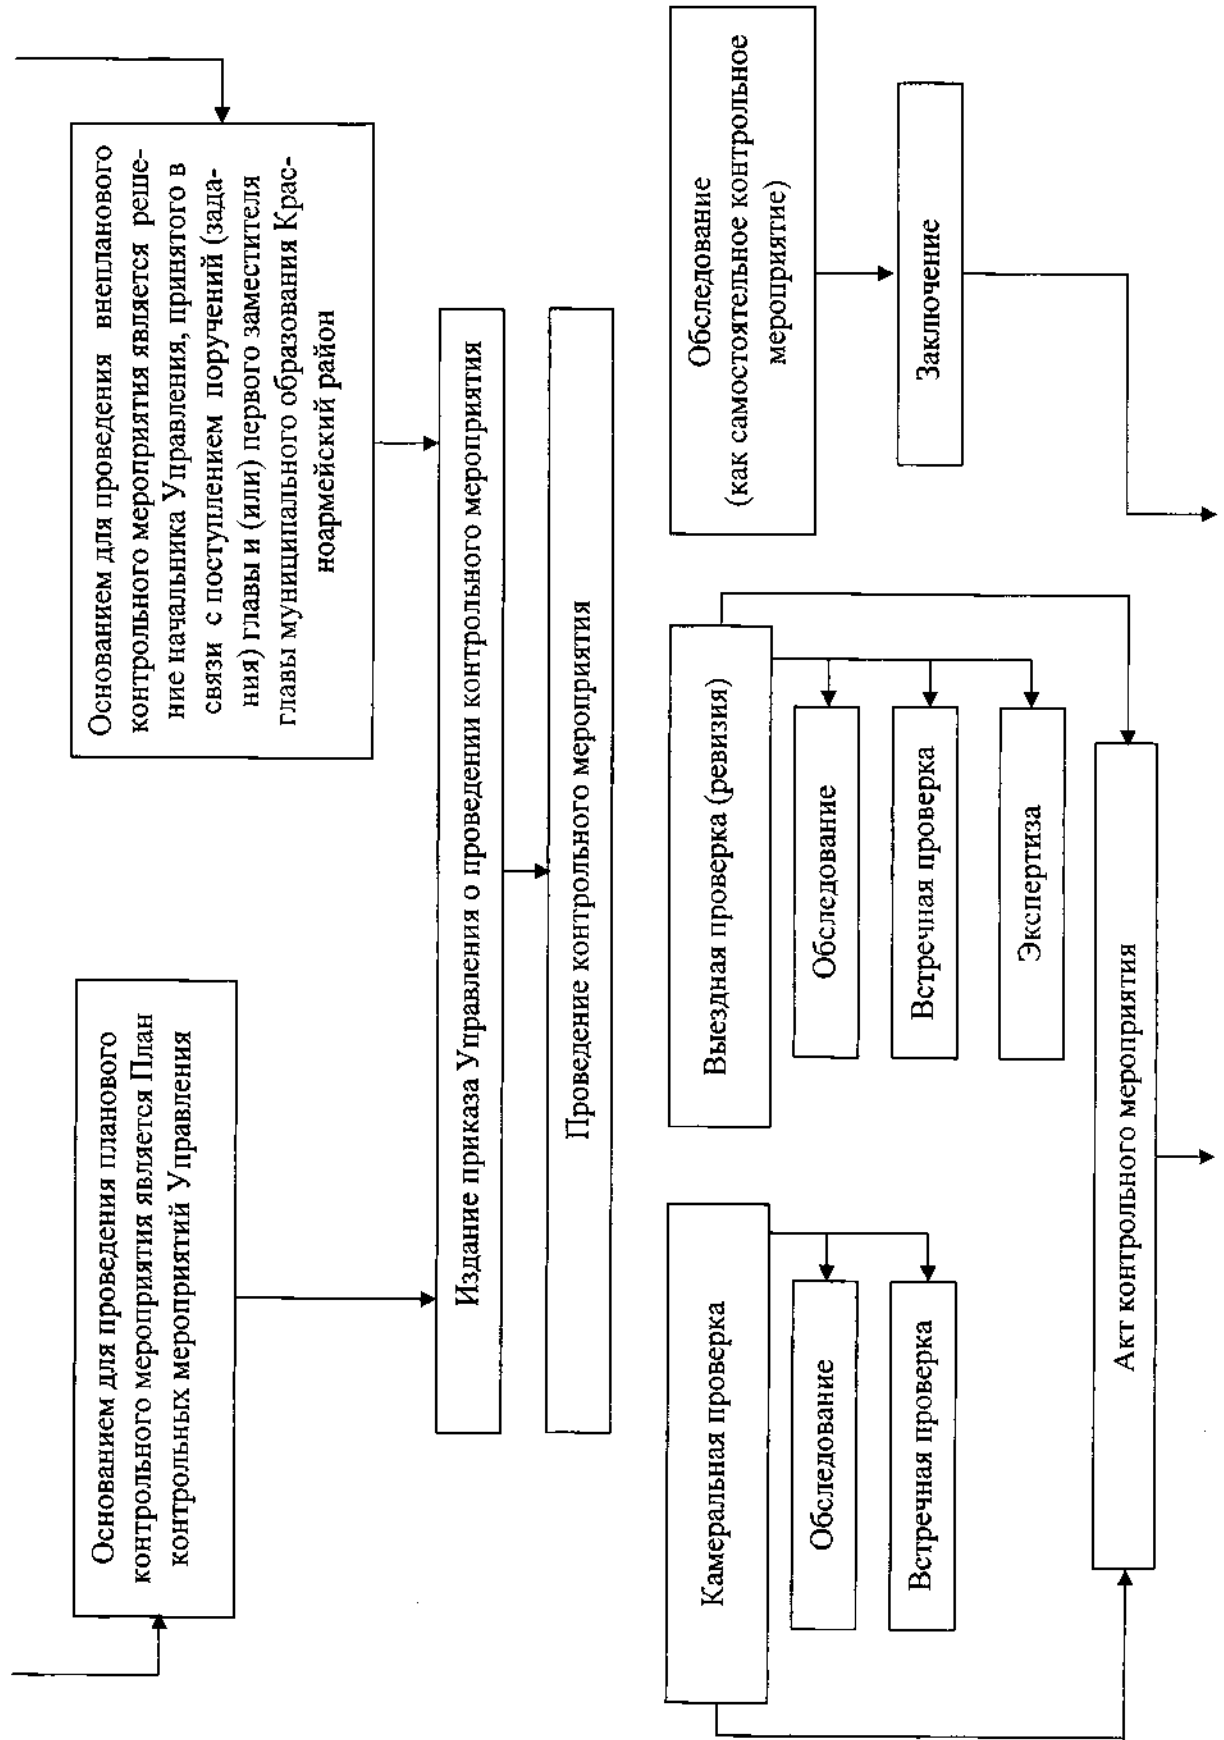 Основанием для проведения планового
контрольного мероприятия является План
контрольных мероприятий Управления
Основанием для проведения внепланового
контрольного мероприятия является реше-
ние начальника Управления, принятого в
связи с поступлением поручений (зада-
ния) главы и (или) первого заместителя
главы муниципального образования Крас-
ноармейский район
Издание приказа Управления о проведении контрольного мероприятия
Проведение контрольного мероприятия
Камеральная проверка
Обследование
Встречная проверка
Выездная проверка (ревизия)
Обследование
Встречная проверка
Экспертиза
Обследование
(как самостоятельное контрольное
мероприятие)
Заключение
Акт контрольного мероприятия